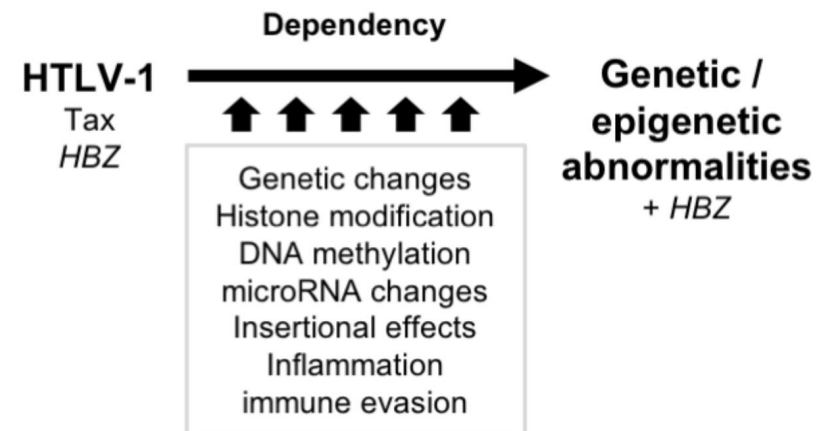 Dependency
HTLV-1
Tax
HBZ
Genetic /
epigenetic
abnormalities
+ HBZ
Genetic changes
Histone modification
DNA methylation
microRNA changes
Insertional effects
Inflammation
immune evasion